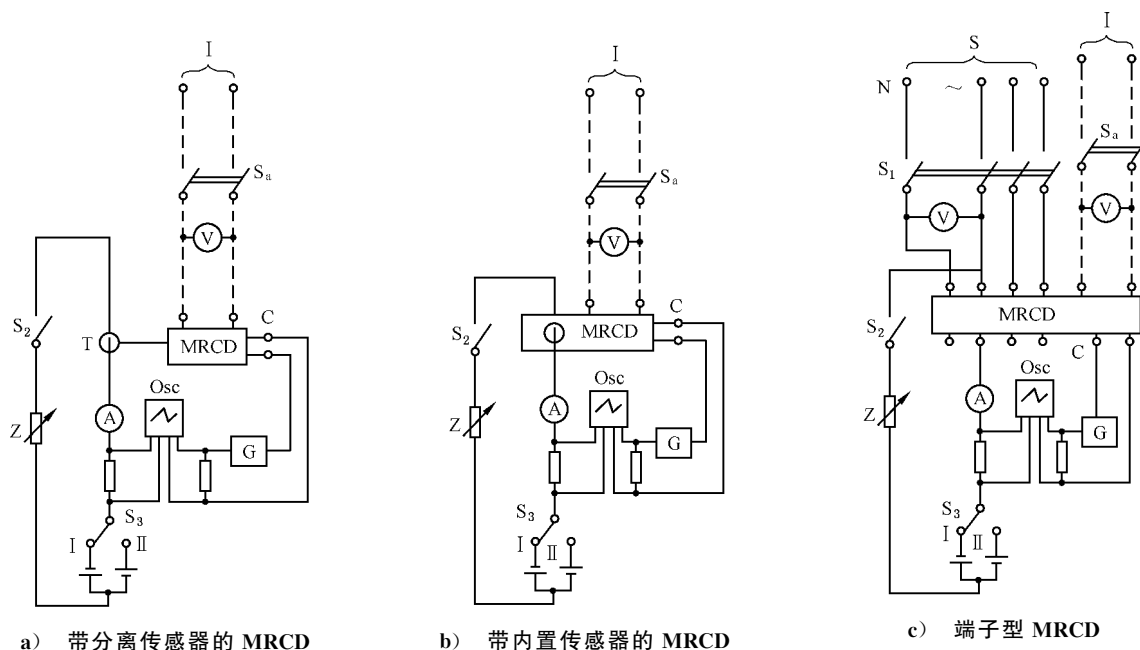 I
Sa
V
S2
T
MRCD
C
Osc
A
Z
G
S3
I
II
a) 带分离传感器的 MRCD
I
Sa
V
C
S2
MRCD
Osc
A
Z
G
S3
I
II
b) 带内置传感器的 MRCD
S
I
N
~
Sa
S1
V
V
MRCD
S2
C
Osc
A
Z
G
S3
I
II
c) 端子型 MRCD